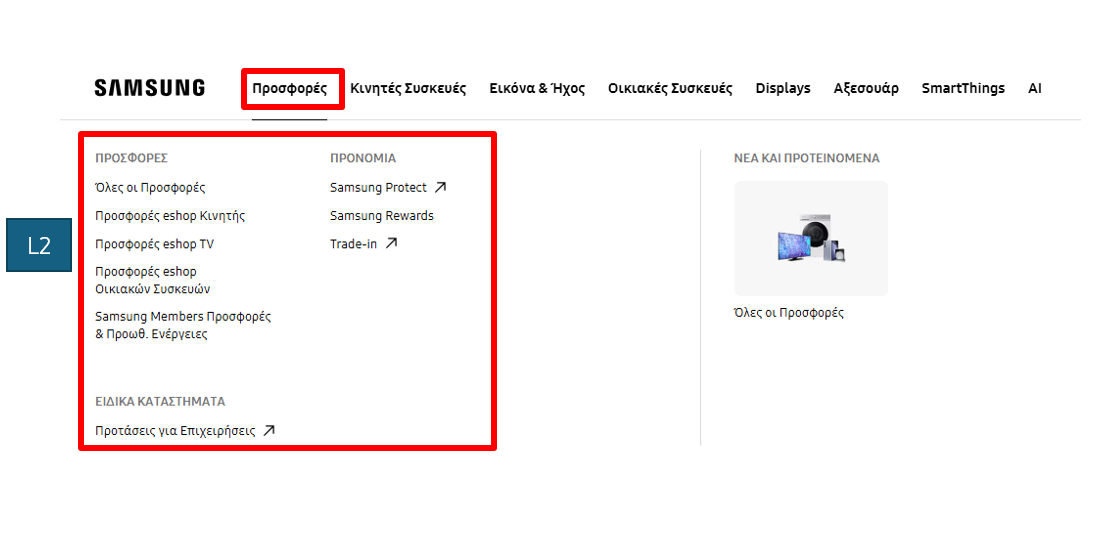 SAMSUNG
Προσφορές Κινητές Συσκευές Εικόνα & Ήχος Οικιακές Συσκευές Displays Αξεσουάρ SmartThings AI
L2
ΠΡΟΣΦΟΡΕΣ
Όλες οι Προσφορές
Προσφορές eshop Κινητής
Προσφορές eshop TV
Προσφορές eshop
Οικιακών Συσκευών
Samsung Members Προσφορές
& Προωθ. Ενέργειες
ΕΙΔΙΚΑ ΚΑΤΑΣΤΗΜΑΤΑ
Προτάσεις για Επιχειρήσεις
ΠΡΟΝΟΜΙΑ
Samsung Protect
Samsung Rewards
Trade-in
ΝΕΑ ΚΑΙ ΠΡΟΤΕΙΝΟΜΕΝΑ
Όλες οι Προσφορές